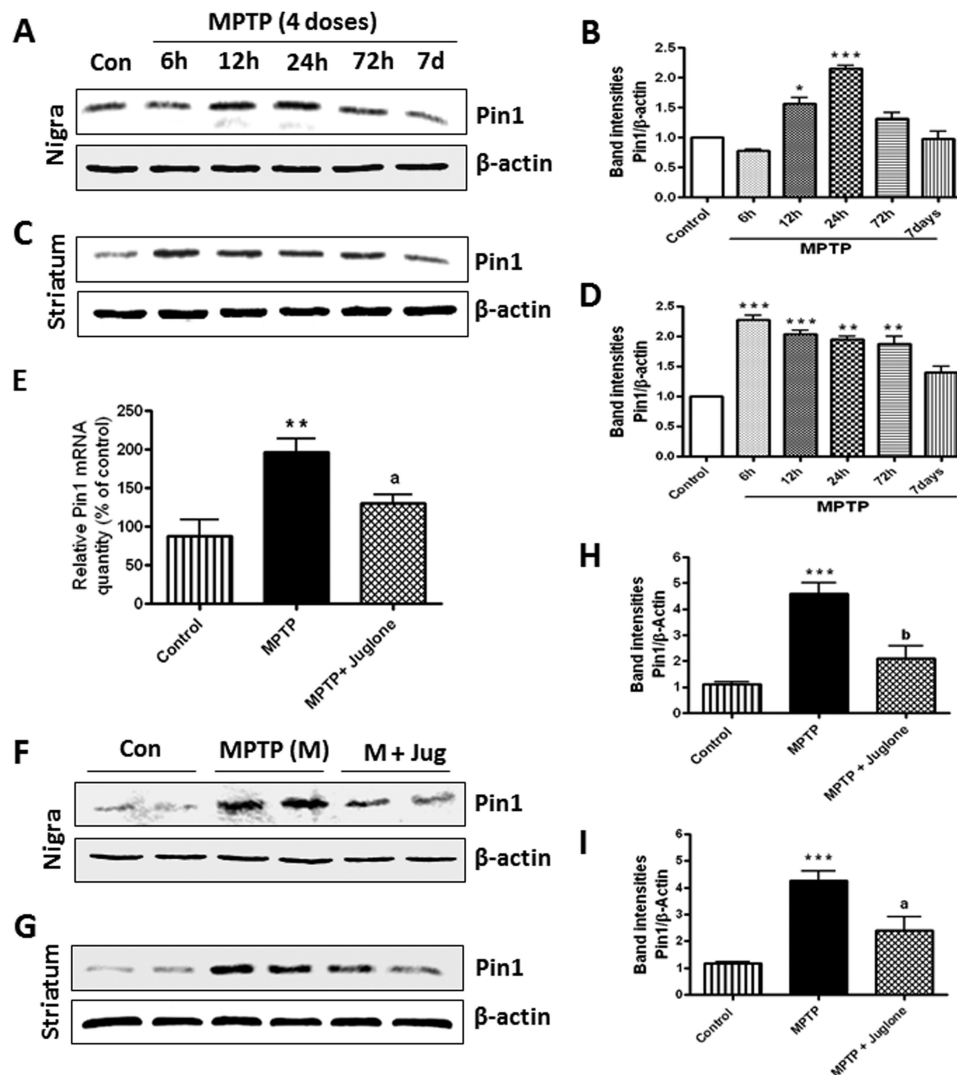 A
MPTP (4 doses)
Con 6h 12h 24h 72h 7d
Nigra
Pin1
β-actin
B
Band intensities
Pin1/β-actin
2.5
2.0
1.5
1.0
0.5
0.0
*
***
Control 6h 12h 24h 72h 7days
MPTP
C
Striatum
Pin1
β-actin
D
Band intensities
Pin1/β-actin
2.5
2.0
1.5
1.0
0.5
0.0
*** *** ** **
Control 6h 12h 24h 72h 7days
MPTP
E
Relative Pin1 mRNA
quantity (% of control)
250
200
150
100
50
0
**
a
Control MPTP MPTP+ Juglone
F
Con MPTP (M) M + Jug
Nigra
Pin1
β-actin
G
Striatum
Pin1
β-actin
H
Band intensities
Pin1/β-Actin
6
5
4
3
2
1
0
***
b
Control MPTP MPTP + Juglone
I
Band intensities
Pin1/β-Actin
6
5
4
3
2
1
0
***
a
Control MPTP MPTP + Juglone